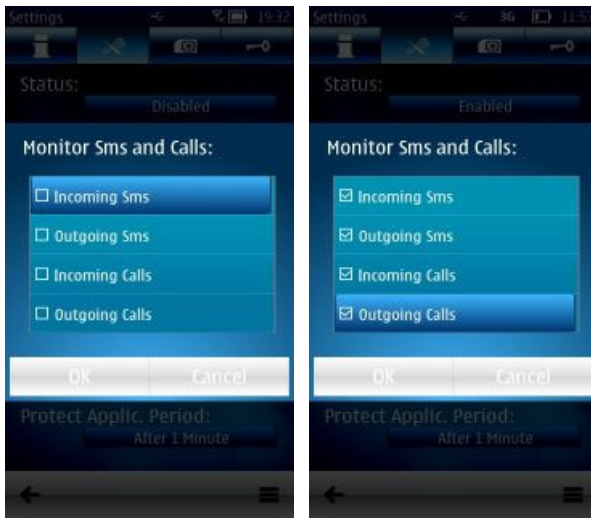 Settings 19:32
Status:
Disabled
Monitor Sms and Calls:
Incoming Sms
Outgoing Sms
Incoming Calls
Outgoing Calls
OK Cancel
Protect Applic. Period:
After 1 Minute
Settings 3G 11:57
Status:
Enabled
Monitor Sms and Calls:
Incoming Sms
Outgoing Sms
Incoming Calls
Outgoing Calls
OK Cancel
Protect Applic. Period:
After 1 Minute